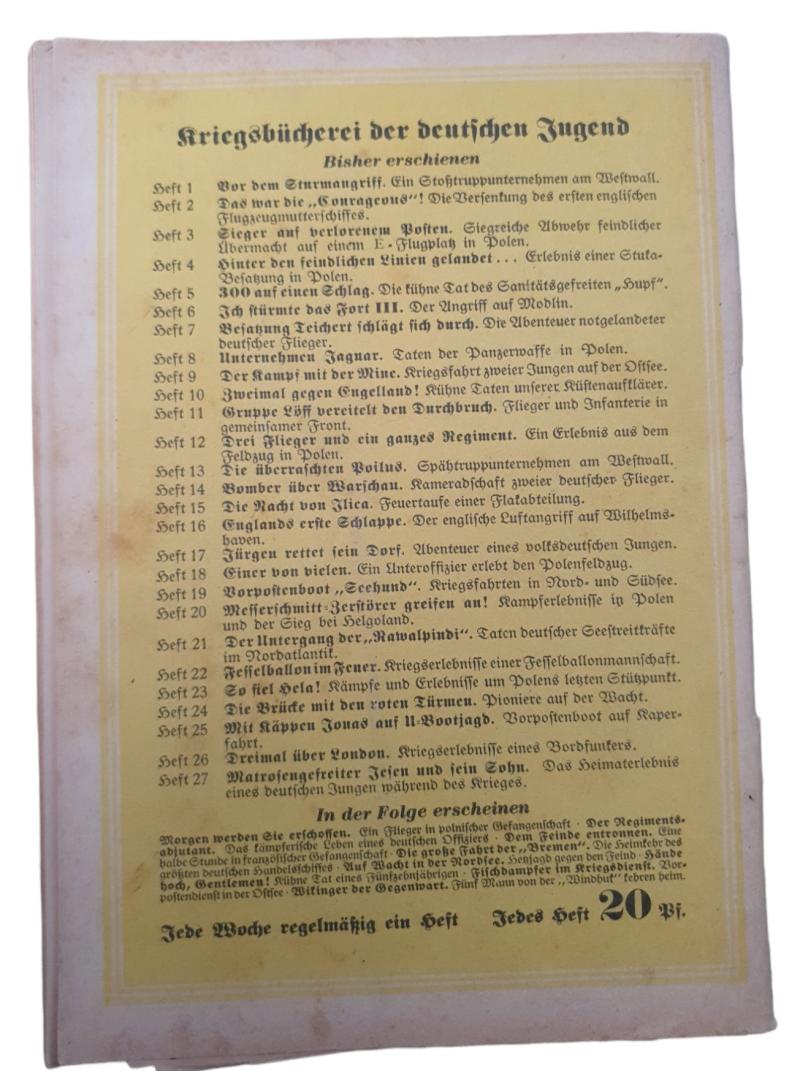 Kriegsbücherei der deutschen Jugend
Bisher erschienen
Heft 1 Vor dem Sturmangriff. Ein Stoßtruppunternehmen am Westwall.
Heft 2 Das war die „Courageous“! Die Versenkung des ersten englischen
Flugzeugmutterschiffes.
Heft 3 Sieger auf verlorenem Posten. Siegreiche Abwehr feindlicher
Übermacht auf einem E-Flugplatz in Polen.
Heft 4 Hinter den feindlichen Linien gelandet... Erlebnis einer Stuka-
Besatzung in Polen.
Heft 5 300 auf einen Schlag. Die kühne Tat des Sanitätsgefreiten „Hupf“.
Heft 6 Ich stürmte das Fort III. Der Angriff auf Modlin.
Heft 7 Besatzung Teichert schlägt sich durch. Die Abenteuer notgelandeter
deutscher Flieger.
Heft 8 Unternehmen Jaguar. Taten der Panzerwaffe in Polen.
Heft 9 Der Kampf mit der Mine. Kriegsfahrt zweier Jungen auf der Ostsee.
Heft 10 Zweimal gegen Engelland! Kühne Taten unserer Küstenaufklärer.
Heft 11 Gruppe Löff vereitelt den Durchbruch. Flieger und Infanterie in
gemeinsamer Front.
Heft 12 Drei Flieger und ein ganzes Regiment. Ein Erlebnis aus dem
Feldzug in Polen.
Heft 13 Die überraschten Poilus. Spähtruppunternehmen am Westwall.
Heft 14 Bomber über Warschau. Kameradschaft zweier deutscher Flieger.
Heft 15 Die Nacht von Ilica. Feuertaufe einer Flakabteilung.
Heft 16 Englands erste Schlappe. Der englische Luftangriff auf Wilhelms-
haven.
Heft 17 Jürgen rettet sein Dorf. Abenteuer eines volksdeutschen Jungen.
Heft 18 Einer von vielen. Ein Unteroffizier erlebt den Polenfeldzug.
Heft 19 Vorpostenboot „Seehund“. Kriegsfahrten in Nord- und Südsee.
Heft 20 Messerschmitt-Zerstörer greifen an! Kampferlebnisse in Polen
und der Sieg bei Helgoland.
Heft 21 Der Untergang der „Rawalpindi“. Taten deutscher Seestreitkräfte
im Nordatlantik.
Heft 22 Fesselballon im Feuer. Kriegserlebnisse einer Fesselballonmannschaft.
Heft 23 So fiel Hela! Kämpfe und Erlebnisse um Polens letzten Stützpunkt.
Heft 24 Die Brücke mit den roten Türmen. Pioniere auf der Wacht.
Heft 25 Mit Käppen Jonas auf U-Bootjagd. Vorpostenboot auf Kaper-
fahrt.
Heft 26 Dreimal über London. Kriegserlebnisse eines Bordfunkers.
Heft 27 Matrosengefreiter Jesen und sein Sohn. Das Heimaterlebnis
eines deutschen Jungen während des Krieges.
In der Folge erscheinen
Morgen werden Sie erschossen. Ein Flieger in polnischer Gefangenschaft · Der Regiments-
adjutant. Das kämpferische Leben eines deutschen Offiziers · Dem Feinde entronnen. Eine
halbe Stunde in französischer Gefangenschaft · Die große Fahrt der „Bremen“. Die Heimkehr des
größten deutschen Handelsschiffes · Auf Wacht in der Nordsee. Hetzjagd gegen den Feind · Hände
hoch, Gentlemen! Kühne Tat eines Fünfzehnjährigen · Fischdampfer im Kriegsdienst. Vor-
postendienst in der Ostsee · Wikinger der Gegenwart. Fünf Mann von der „Windhuk“ kehren heim.
Jede Woche regelmäßig ein Heft Jedes Heft 20 Pf.